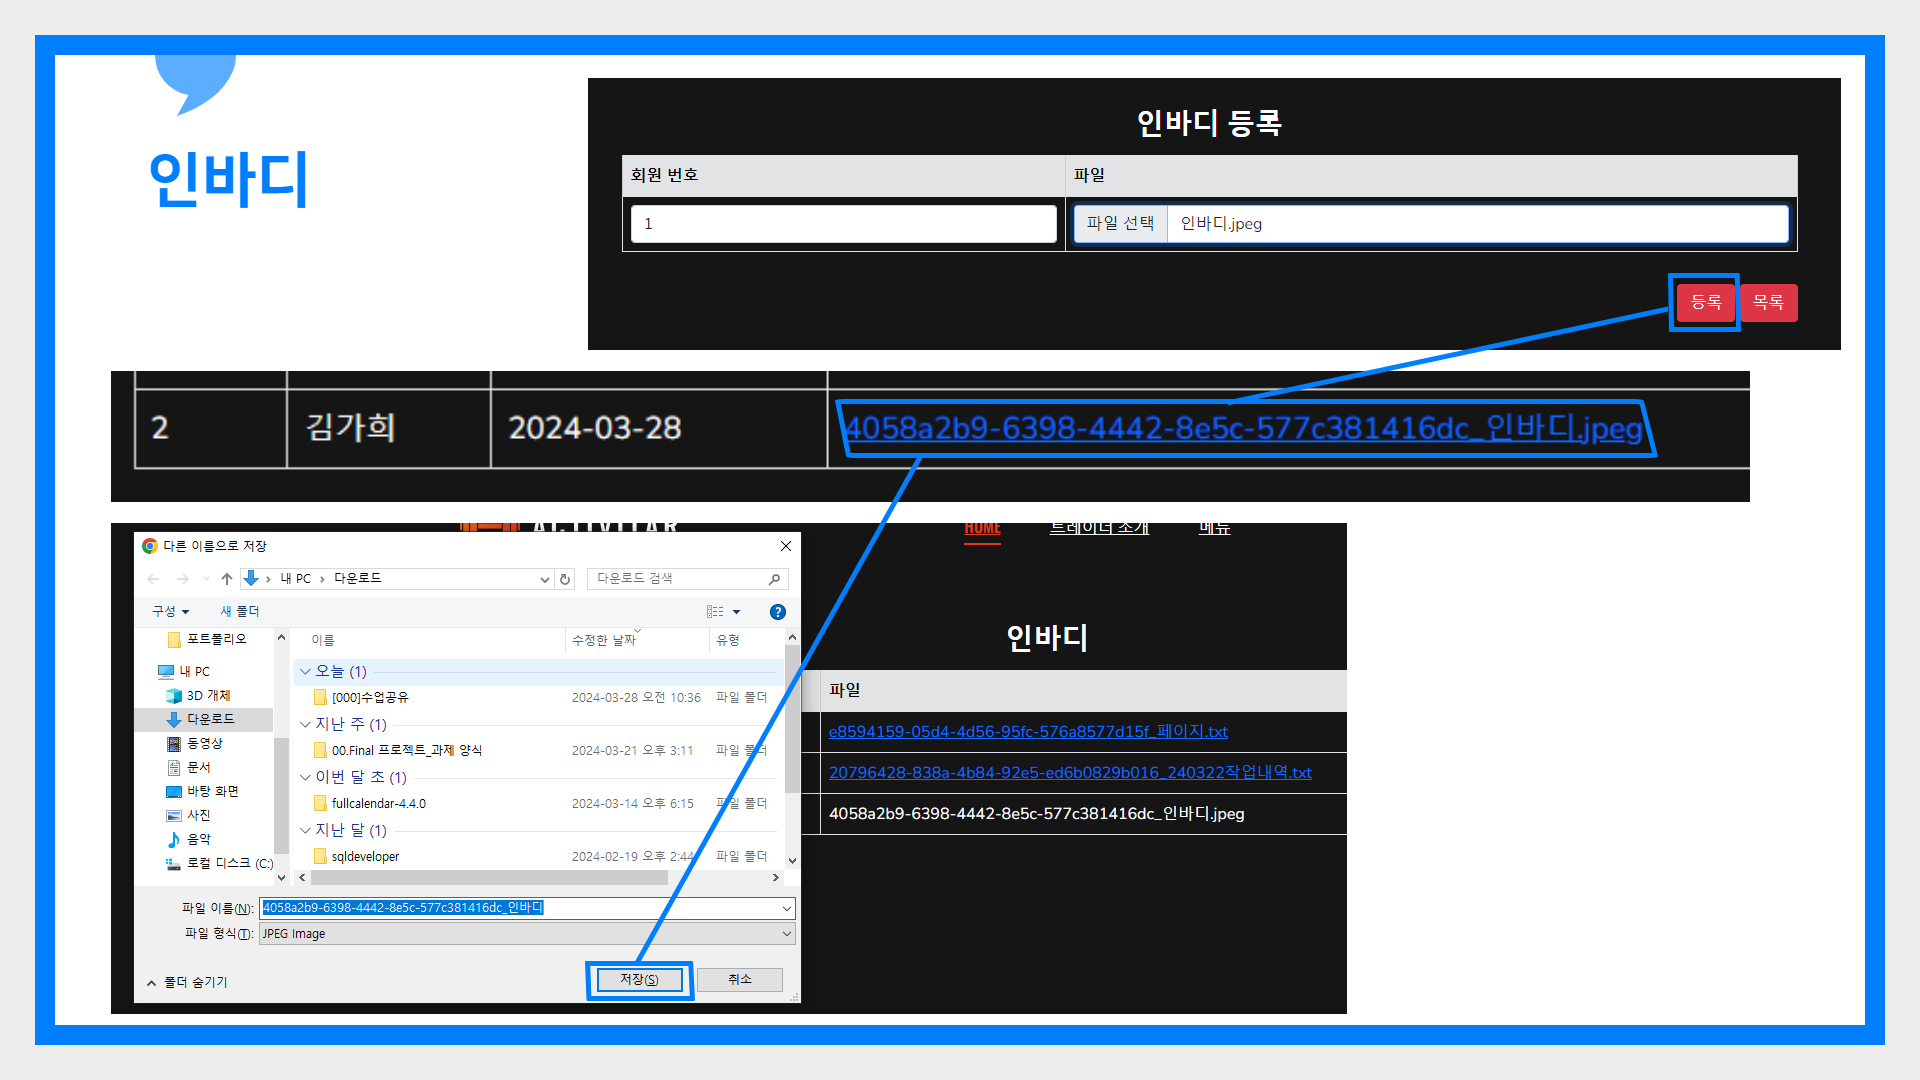 인바디
인바디 등록
회원 번호 파일
1 파일 선택 인바디.jpeg
등록 목록
2 김가희 2024-03-28 4058a2b9-6398-4442-8e5c-577c381416dc_인바디.jpeg
HOME 트레이너 소개 메뉴
다른 이름으로 저장
내 PC 다운로드 다운로드 검색
구성 새 폴더
포트폴리오
내 PC
3D 개체
다운로드
동영상
문서
바탕 화면
사진
음악
로컬 디스크 (C:)
이름 수정한 날짜 유형
오늘 (1)
[000]수업공유 2024-03-28 오전 10:36 파일 폴더
지난 주 (1)
00.Final 프로젝트_과제 양식 2024-03-21 오후 3:11 파일 폴더
이번 달 초 (1)
fullcalendar-4.4.0 2024-03-14 오후 6:15 파일 폴더
지난 달 (1)
sqldeveloper 2024-02-19 오후 2:44 파일 폴더
파일 이름(N): 4058a2b9-6398-4442-8e5c-577c381416dc_인바디
파일 형식(T): JPEG Image
폴더 숨기기 저장(S) 취소
인바디
파일
e8594159-05d4-4d56-95fc-576a8577d15f_페이지.txt
20796428-838a-4b84-92e5-ed6b0829b016_240322작업내역.txt
4058a2b9-6398-4442-8e5c-577c381416dc_인바디.jpeg